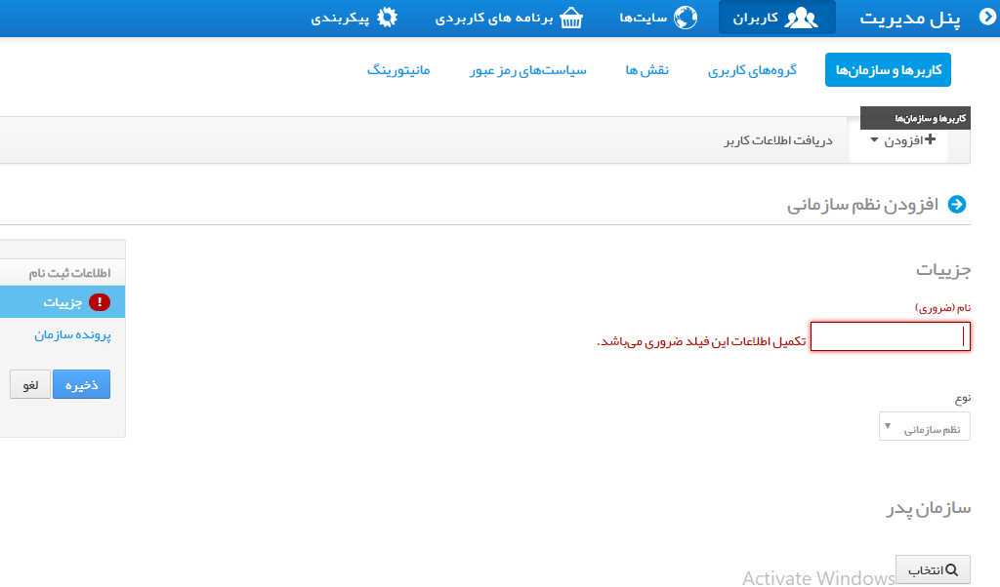 پنل مدیریت کاربران سایت‌ها برنامه های کاربردی پیکربندی
کاربرها و سازمان‌ها گروه‌های کاربری نقش ها سیاست‌های رمز عبور مانیتورینگ
کاربرها و سازمان‌ها
افزودن دریافت اطلاعات کاربر
افزودن نظم سازمانی
جزییات
نام (ضروری)
تکمیل اطلاعات این فیلد ضروری می‌باشد.
نوع
نظم سازمانی
سازمان پدر
انتخاب
اطلاعات ثبت نام
جزییات
پرونده سازمان
ذخیره لغو
Activate Windows